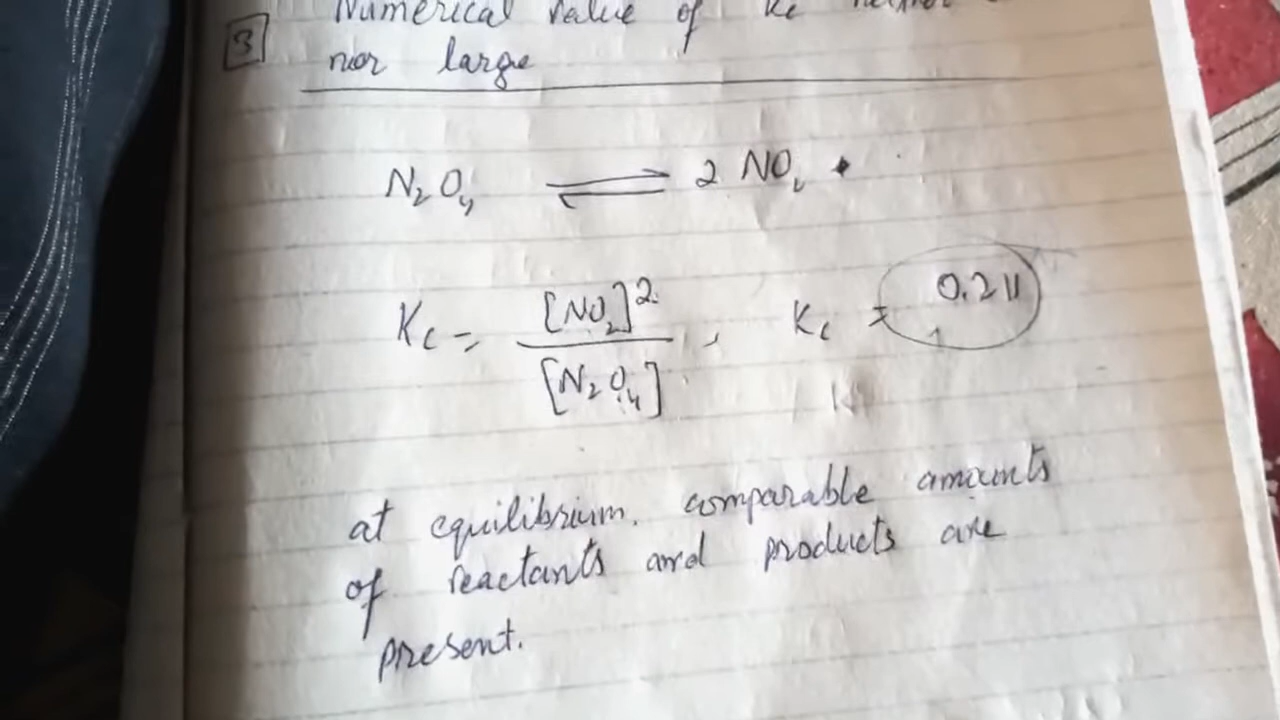 Numerical value of Kc neither
3 nor large
N₂O₄ ⇌ 2 NO₂
Kc = [NO₂]² / [N₂O₄] , Kc = 0.211
at equilibrium. comparable amounts
of reactants and products are
present.